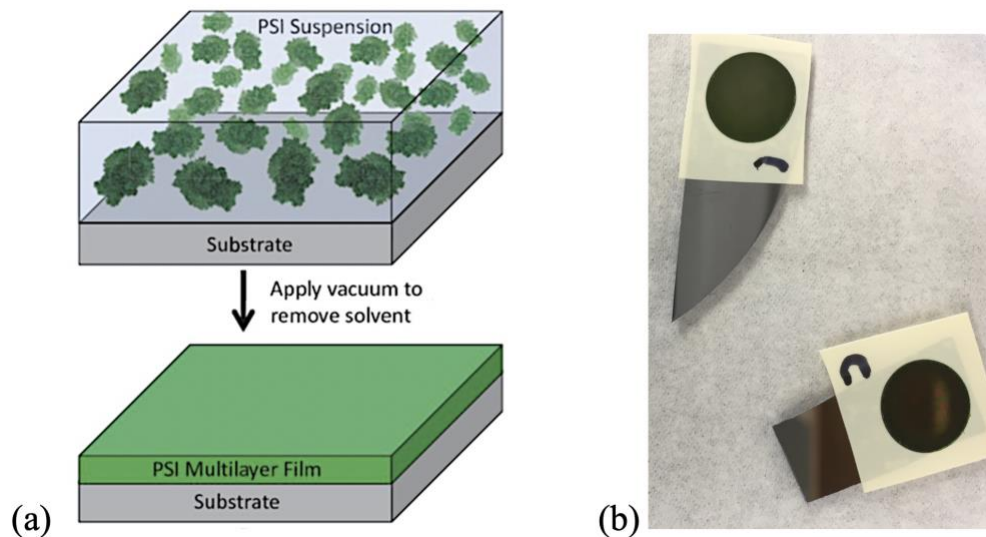 PSI Suspension
Substrate
Apply vacuum to
remove solvent
PSI Multilayer Film
Substrate
(a)
(b)